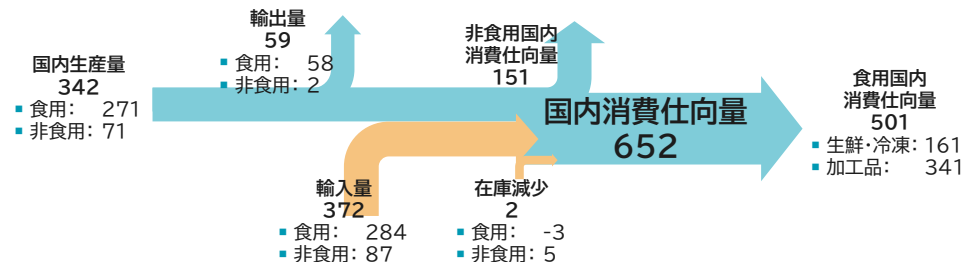 国内生産量
342
▪ 食用: 271
▪ 非食用: 71
輸出量
59
▪ 食用: 58
▪ 非食用: 2
非食用国内
消費仕向量
151
国内消費仕向量
652
輸入量
372
▪ 食用: 284
▪ 非食用: 87
在庫減少
2
▪ 食用: -3
▪ 非食用: 5
食用国内
消費仕向量
501
▪ 生鮮・冷凍: 161
▪ 加工品: 341